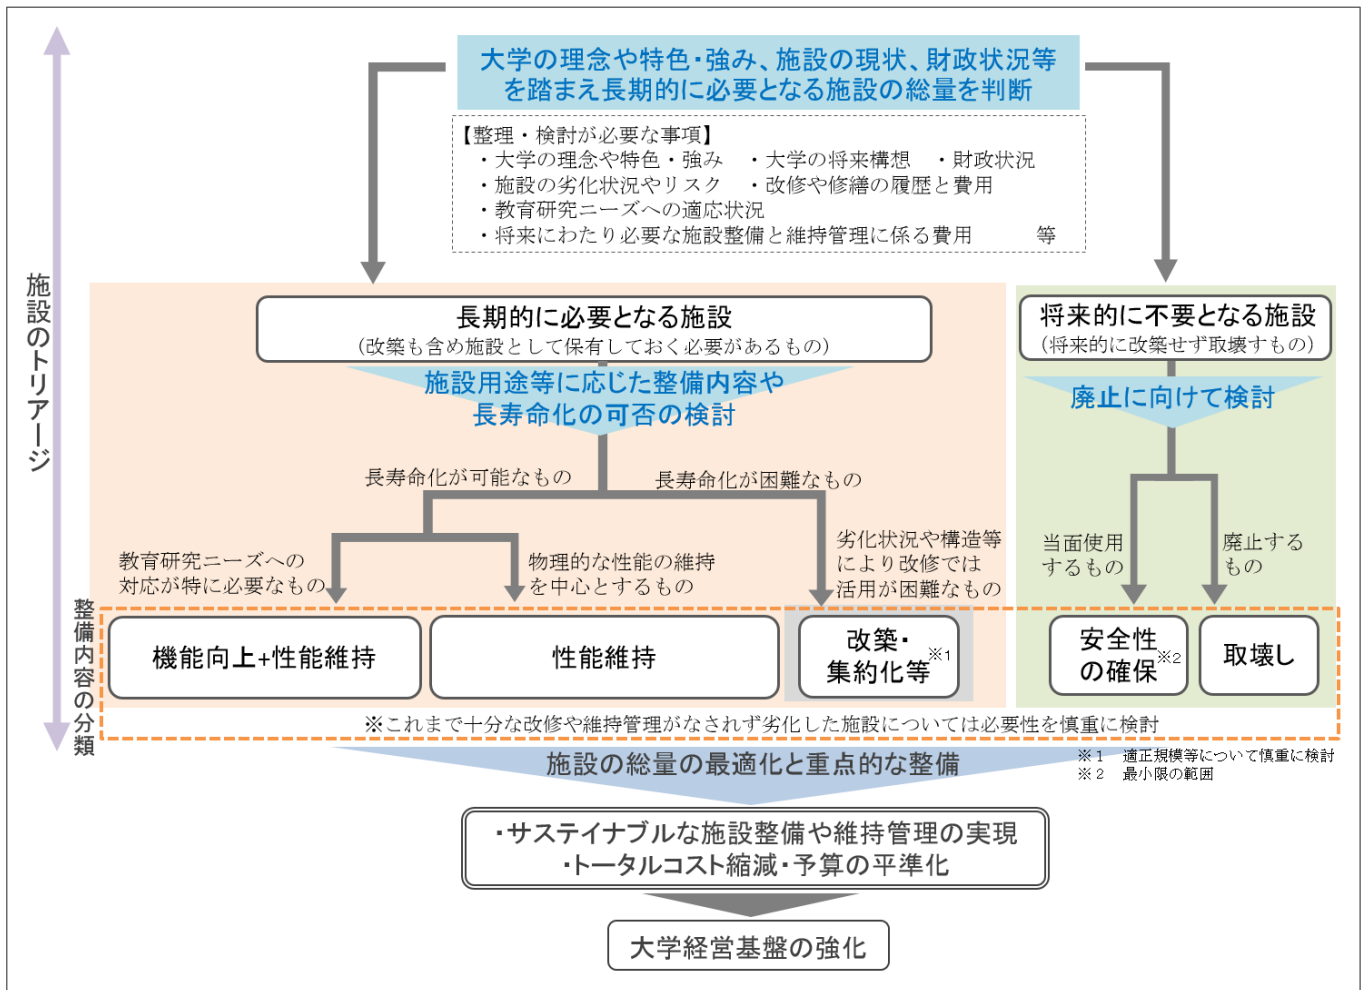 大学の理念や特色・強み、施設の現状、財政状況等
を踏まえ長期的に必要となる施設の総量を判断
【整理・検討が必要な事項】
・大学の理念や特色・強み　・大学の将来構想　・財政状況
・施設の劣化状況やリスク　・改修や修繕の履歴と費用
・教育研究ニーズへの適応状況
・将来にわたり必要な施設整備と維持管理に係る費用　　　等
施設のトリアージ
長期的に必要となる施設
（改築も含め施設として保有しておく必要があるもの）
施設用途等に応じた整備内容や
長寿命化の可否の検討
将来的に不要となる施設
（将来的に改築せず取壊すもの）
廃止に向けて検討
長寿命化が可能なもの
長寿命化が困難なもの
教育研究ニーズへの
対応が特に必要なもの
物理的な性能の維持
を中心とするもの
劣化状況や構造等
により改修では
活用が困難なもの
当面使用
するもの
廃止する
もの
整備内容の分類
機能向上+性能維持
性能維持
改築・
集約化等※1
安全性
の確保※2
取壊し
※これまで十分な改修や維持管理がなされず劣化した施設については必要性を慎重に検討
施設の総量の最適化と重点的な整備
※１　適正規模等について慎重に検討
※２　最小限の範囲
・サステイナブルな施設整備や維持管理の実現
・トータルコスト縮減・予算の平準化
大学経営基盤の強化